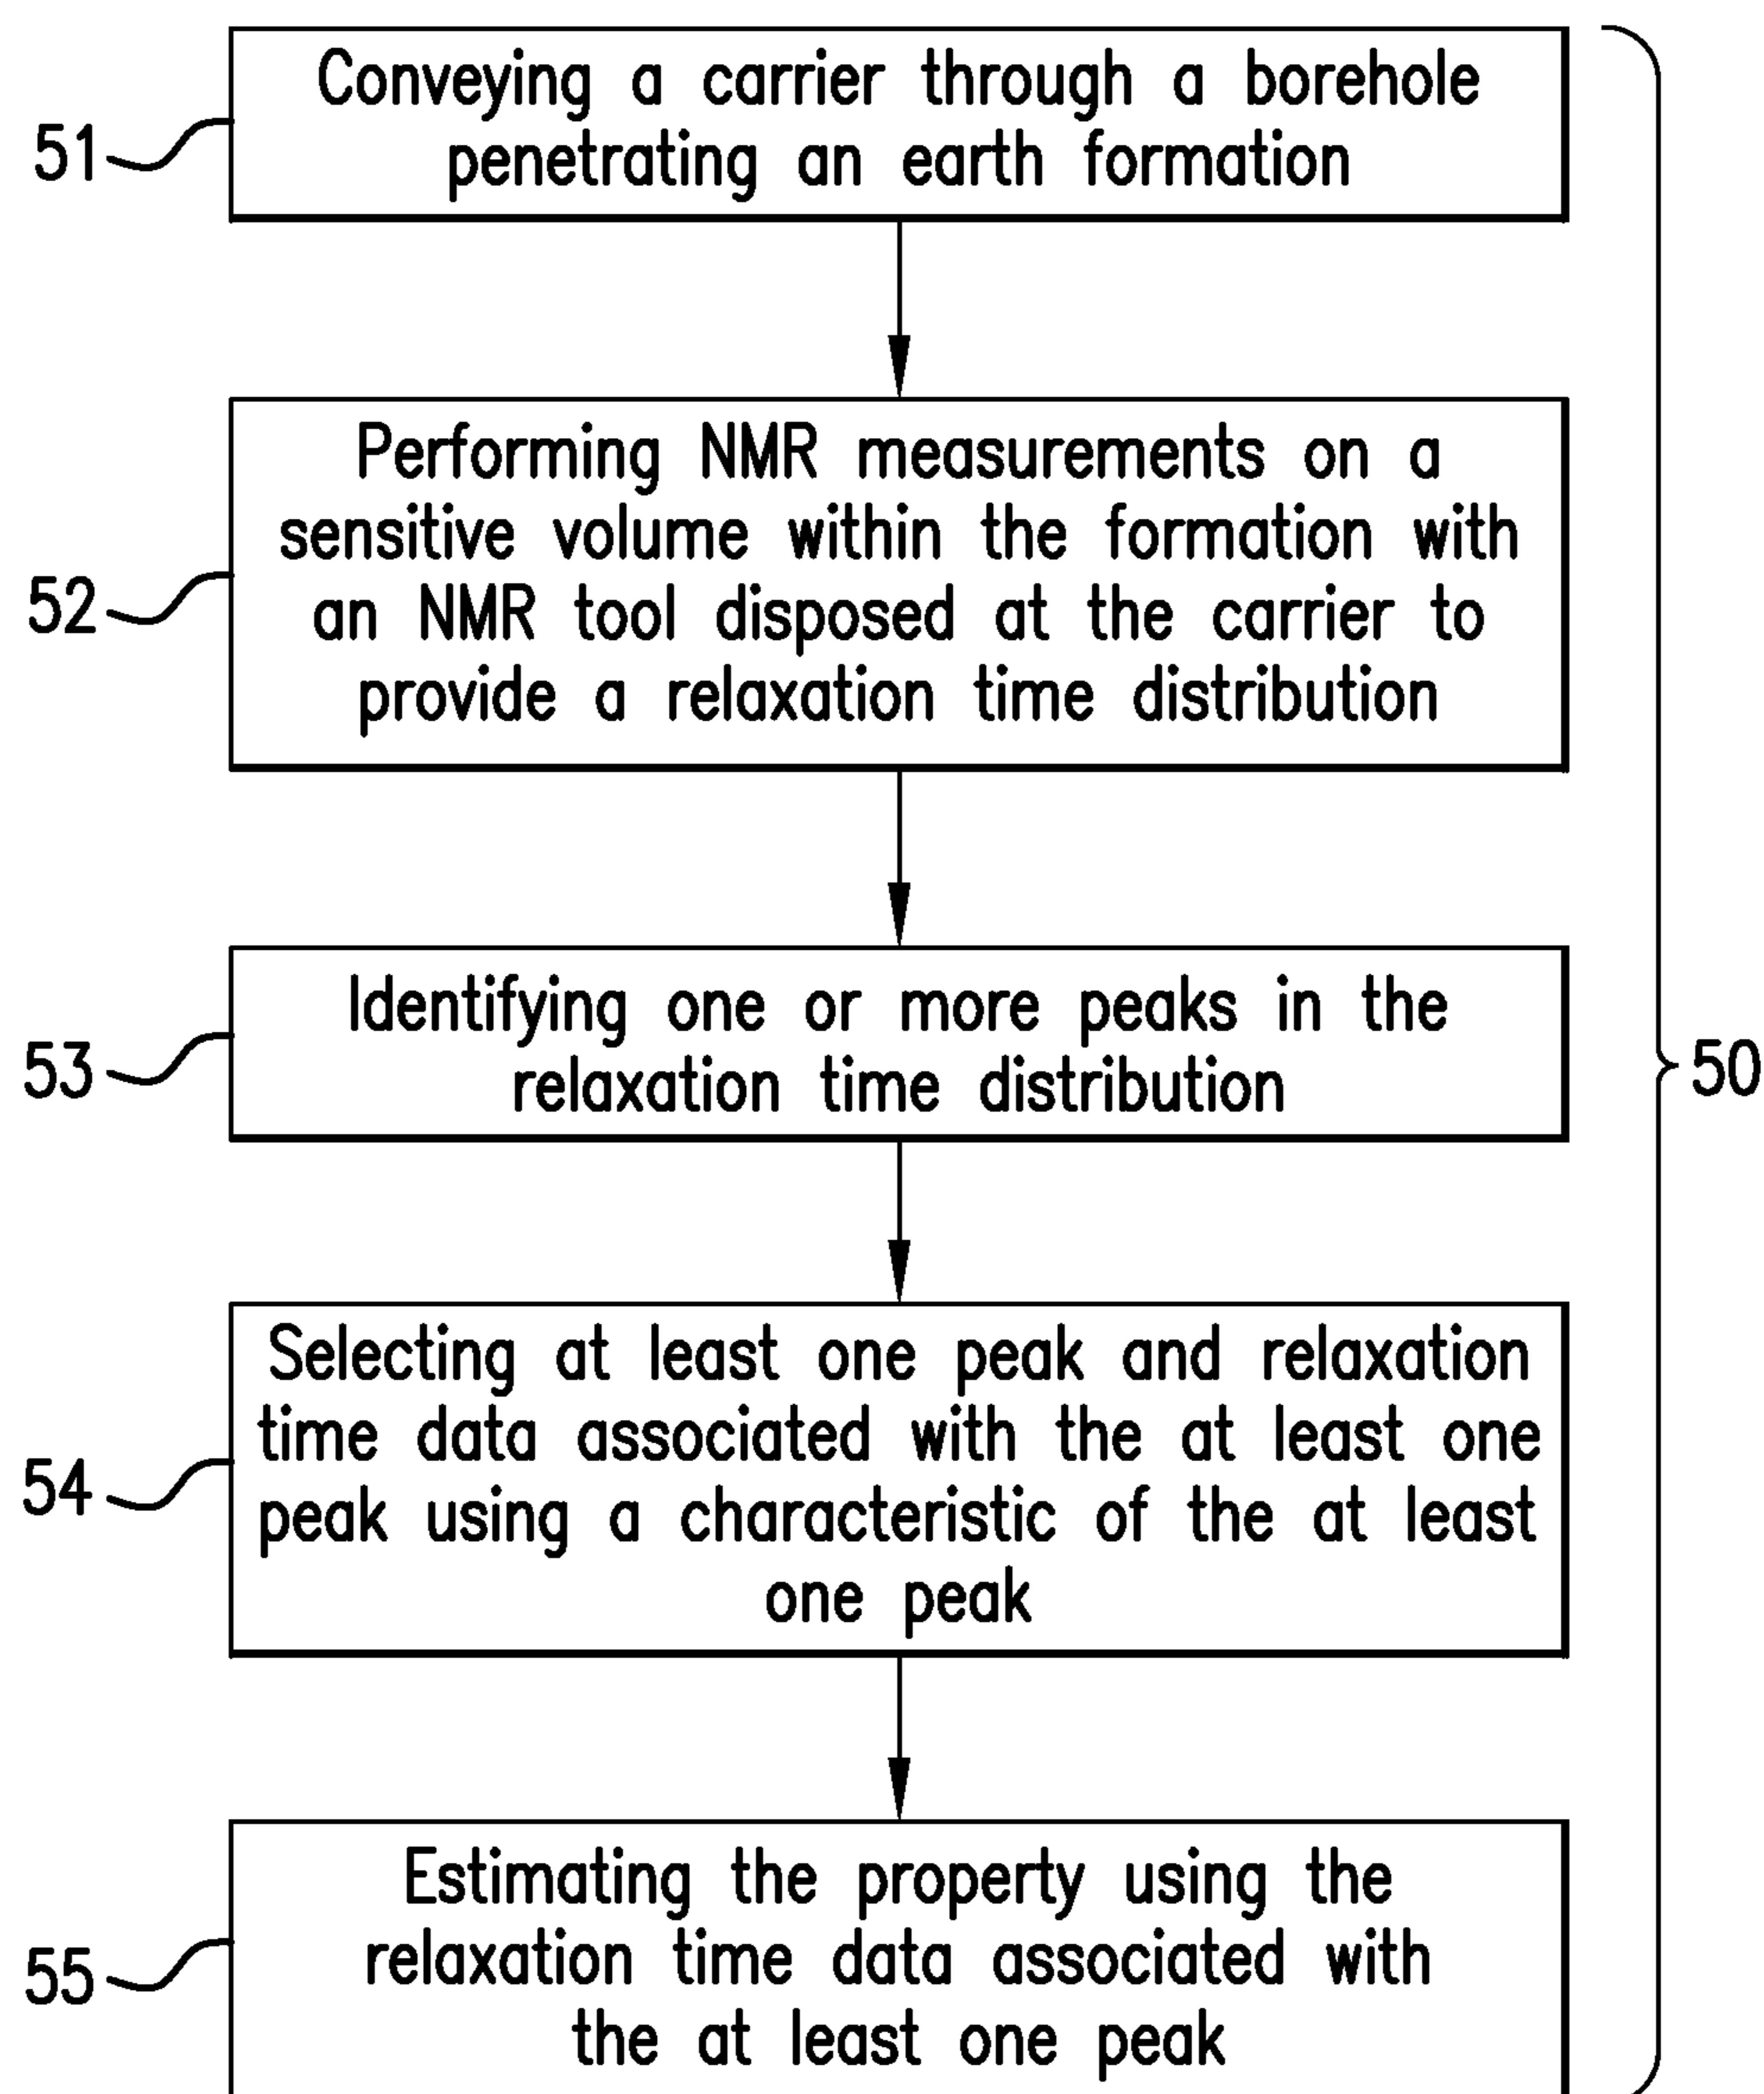 Conveying a carrier through a borehole
penetrating an earth formation
51
Performing NMR measurements on a
sensitive volume within the formation with
an NMR tool disposed at the carrier to
provide a relaxation time distribution
52
Identifying one or more peaks in the
relaxation time distribution
53
50
Selecting at least one peak and relaxation
time data associated with the at least one
peak using a characteristic of the at least
one peak
54
Estimating the property using the
relaxation time data associated with
the at least one peak
55